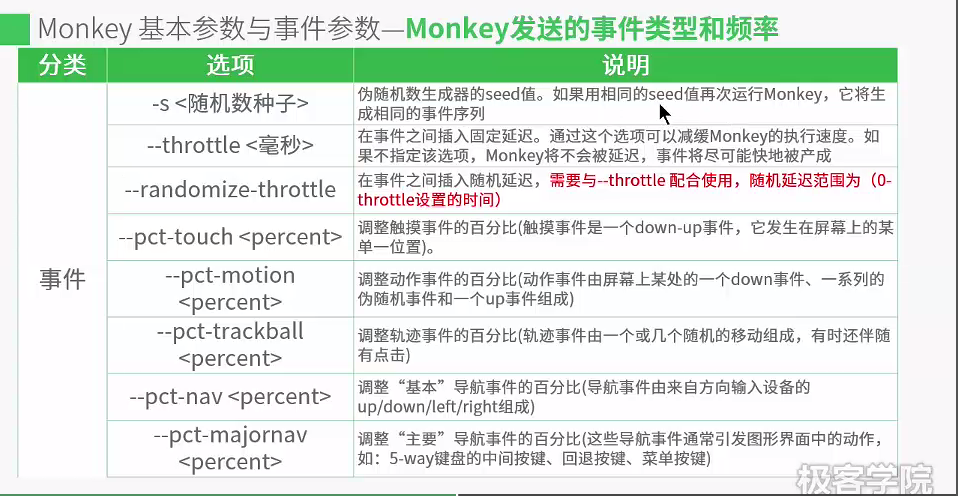 Monkey 基本参数与事件参数—Monkey发送的事件类型和频率
分类 选项 说明
-s <随机数种子>
伪随机数生成器的seed值。如果用相同的seed值再次运行Monkey，它将生
成相同的事件序列
--throttle <毫秒>
在事件之间插入固定延迟。通过这个选项可以减缓Monkey的执行速度。如
果不指定该选项，Monkey将不会被延迟，事件将尽可能快地被产成
--randomize-throttle
在事件之间插入随机延迟，需要与--throttle 配合使用，随机延迟范围为（0-
throttle设置的时间）
--pct-touch <percent>
调整触摸事件的百分比(触摸事件是一个down-up事件，它发生在屏幕上的某
单一位置)。
事件
--pct-motion
<percent>
调整动作事件的百分比(动作事件由屏幕上某处的一个down事件、一系列的
伪随机事件和一个up事件组成)
--pct-trackball
<percent>
调整轨迹事件的百分比(轨迹事件由一个或几个随机的移动组成，有时还伴随
有点击)
--pct-nav <percent>
调整“基本”导航事件的百分比(导航事件由来自方向输入设备的
up/down/left/right组成)
--pct-majornav
<percent>
调整“主要”导航事件的百分比(这些导航事件通常引发图形界面中的动作，
如：5-way键盘的中间按键、回退按键、菜单按键)
极客学院